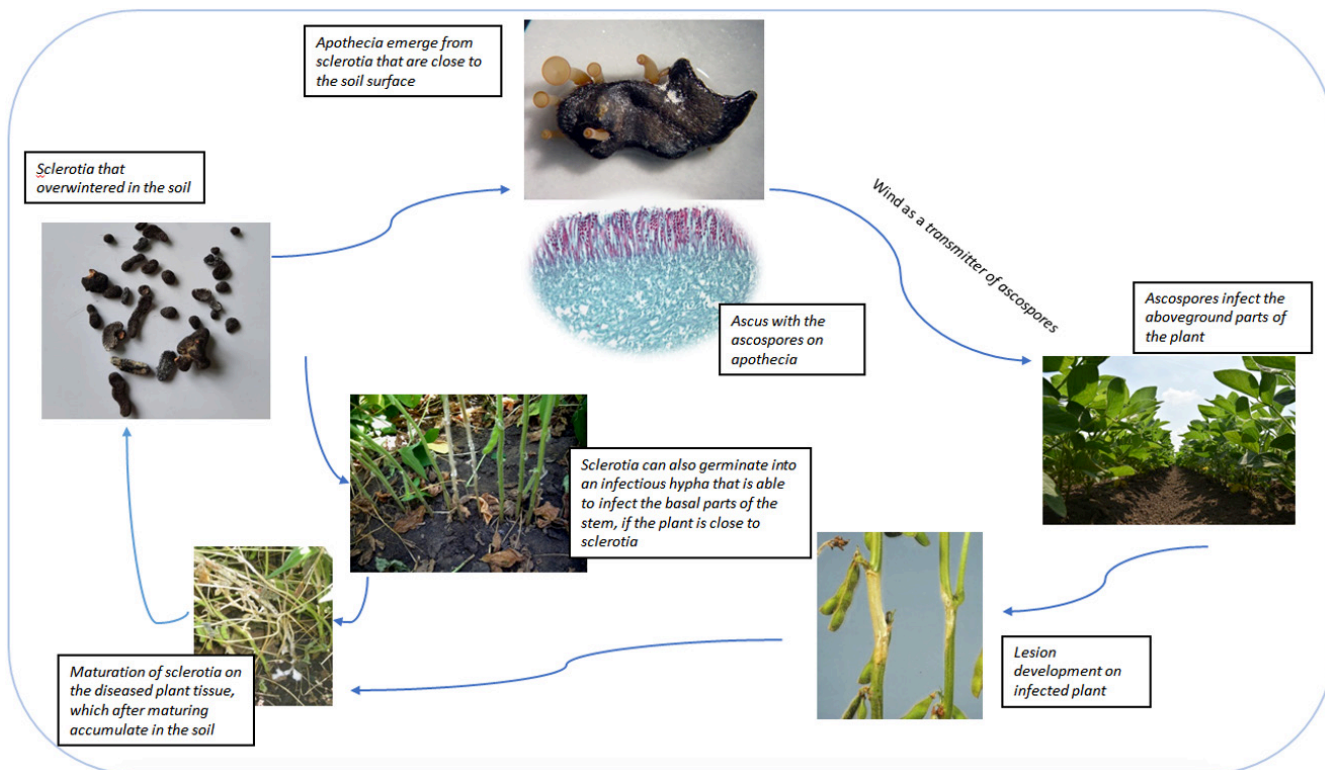 Apothecia emerge from
sclerotia that are close to
the soil surface
Sclerotia that
overwintered in the soil
Wind as a transmitter of ascospores
Ascospores infect the
aboveground parts of
the plant
Ascus with the
ascospores on
apothecia
Sclerotia can also germinate into
an infectious hypha that is able
to infect the basal parts of the
stem, if the plant is close to
sclerotia
Lesion
development on
infected plant
Maturation of sclerotia on
the diseased plant tissue,
which after maturing
accumulate in the soil